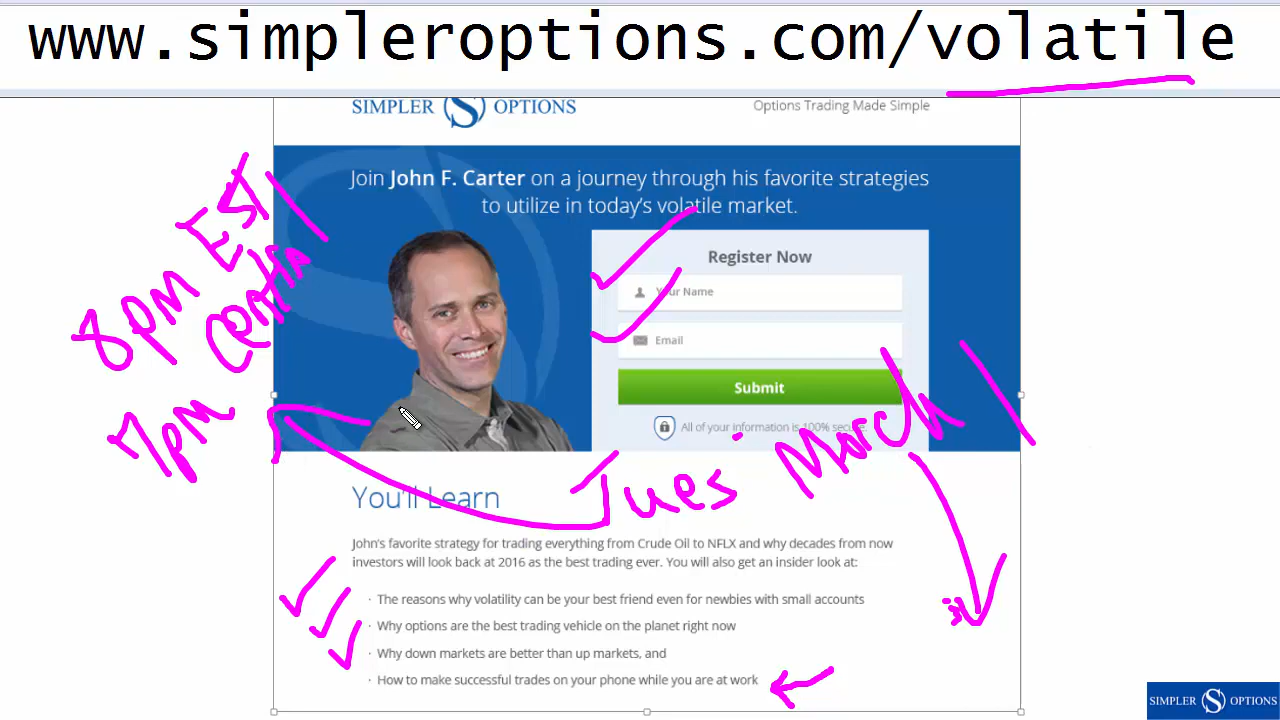 www.simpleroptions.com/volatile
SIMPLER S OPTIONS
Options Trading Made Simple
Join John F. Carter on a journey through his favorite strategies
to utilize in today's volatile market.
8pm EST
Central
7pm
Register Now
Your Name
Email
Submit
All of your information is 100% secure
Tues March 1
You'll Learn
John's favorite strategy for trading everything from Crude Oil to NFLX and why decades from now
investors will look back at 2016 as the best trading ever. You will also get an insider look at:
· The reasons why volatility can be your best friend even for newbies with small accounts
· Why options are the best trading vehicle on the planet right now
· Why down markets are better than up markets, and
· How to make successful trades on your phone while you are at work
SIMPLER S OPTIONS